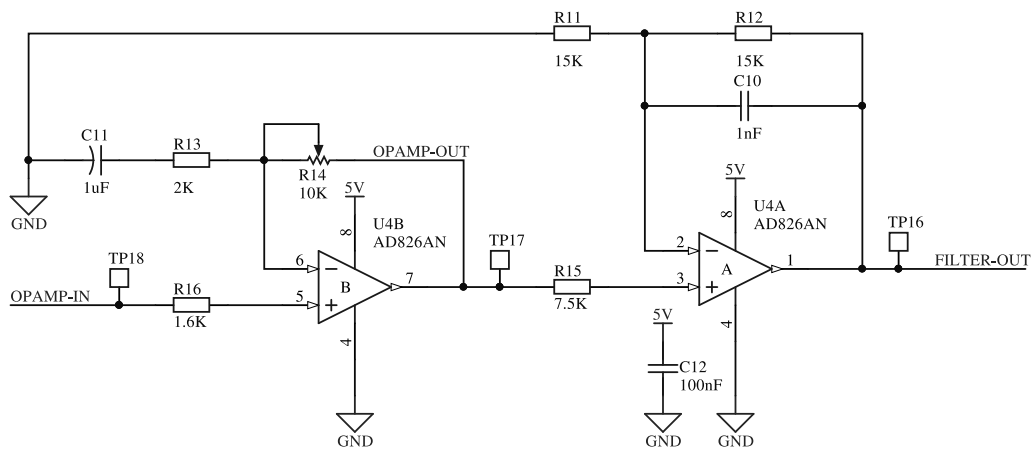 R11
15K
R12
15K
C10
1nF
C11
1uF
R13
2K
R14
10K
OPAMP-OUT
GND
5V
8
U4B
AD826AN
5V
8
U4A
AD826AN
TP16
TP17
TP18
6
5
B
7
4
2
3
A
1
4
OPAMP-IN
R16
1.6K
R15
7.5K
FILTER-OUT
5V
C12
100nF
GND
GND
GND